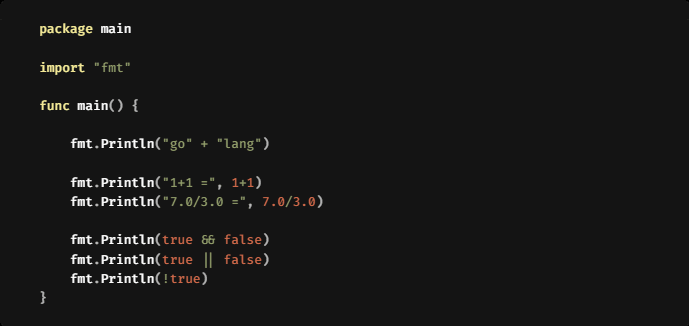 package main
import "fmt"
func main() {
fmt.Println("go" + "lang")
fmt.Println("1+1 =", 1+1)
fmt.Println("7.0/3.0 =", 7.0/3.0)
fmt.Println(true && false)
fmt.Println(true || false)
fmt.Println(!true)
}